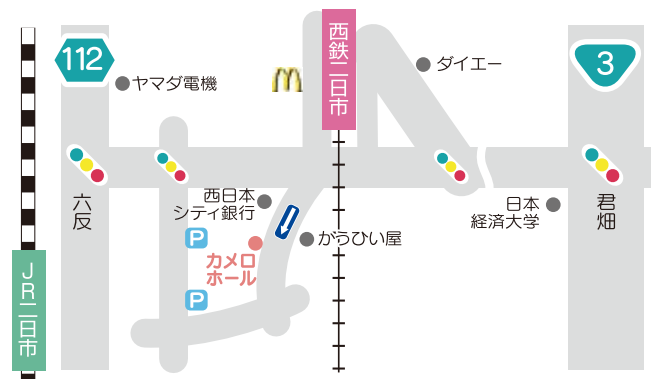 西鉄二日市
112
3
ダイエー
ヤマダ電機
六反
西日本
シティ銀行
日本
経済大学
君畑
P
かうひい屋
カメロ
ホール
JR二日市
P